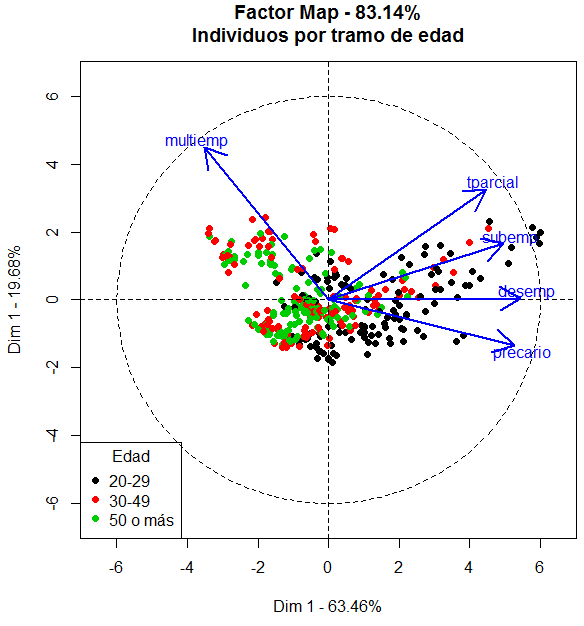 Factor Map - 83.14%
Individuos por tramo de edad
multiemp
tparcial
subemp
desemp
precario
Dim 1 - 19.68%
6
4
2
0
-2
-4
-6
Edad
20-29
30-49
50 o más
-6
-4
-2
0
2
4
6
Dim 1 - 63.46%